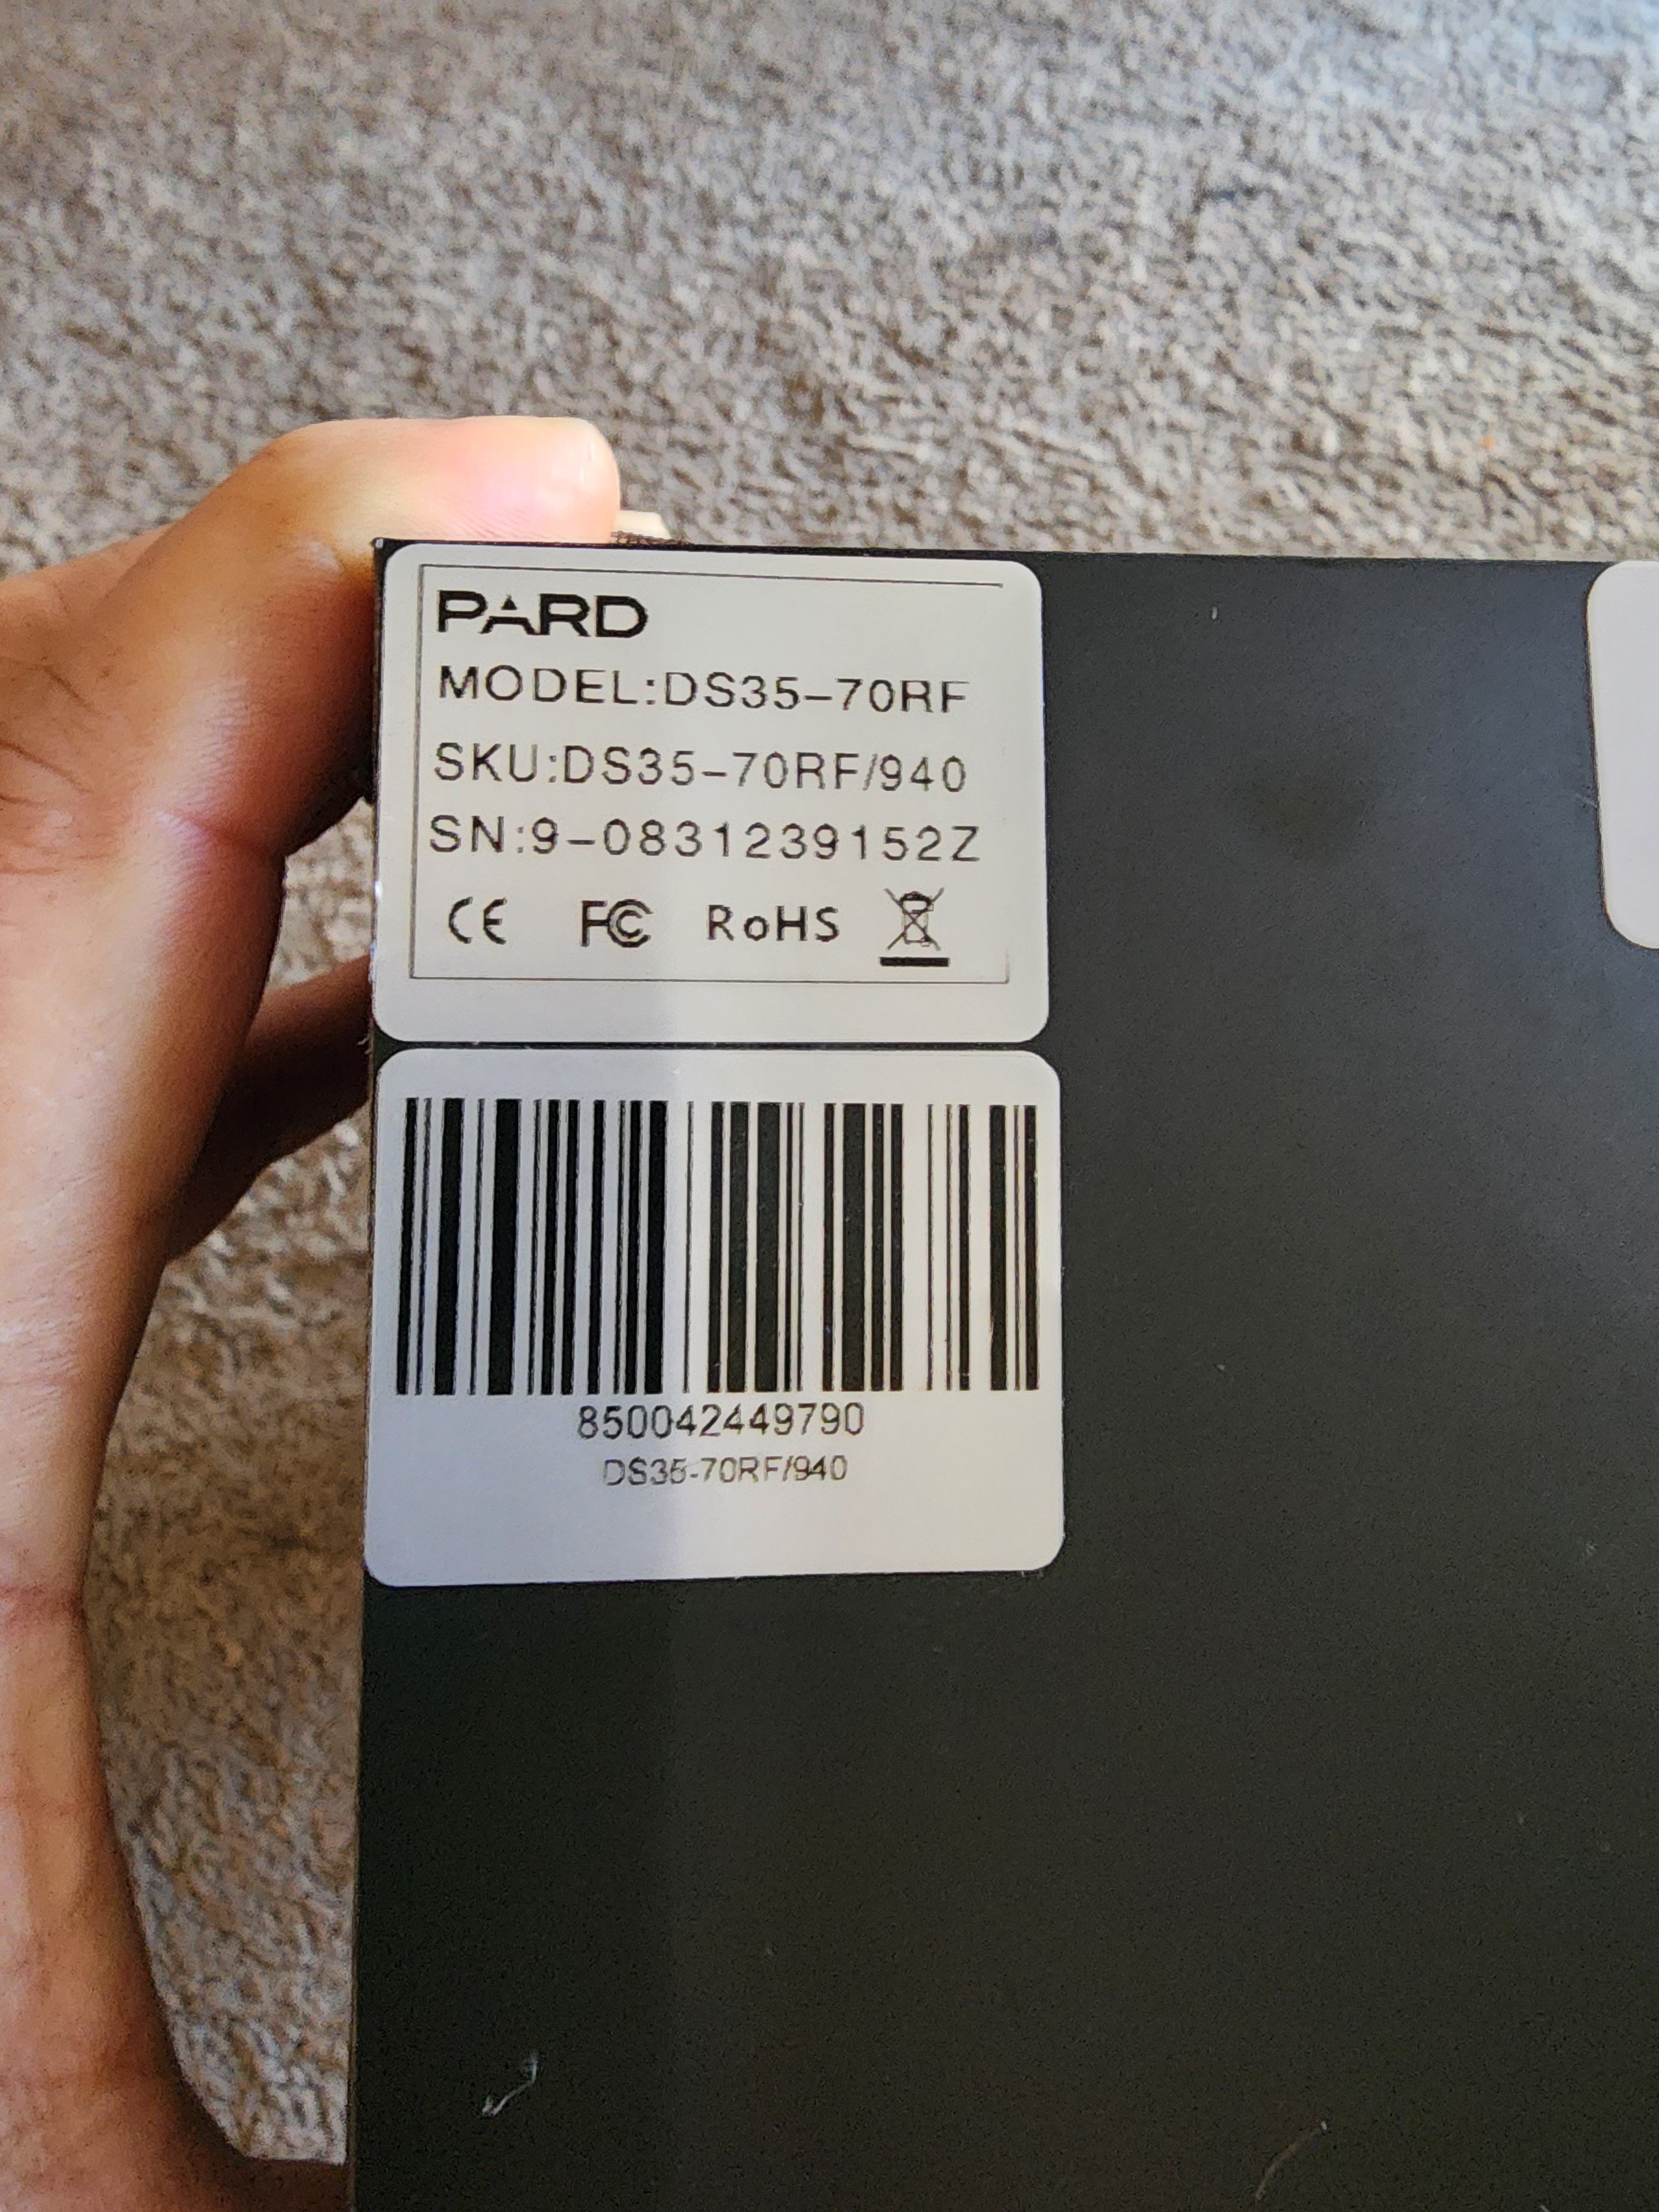 PARD
MODEL:DS35-70RF
SKU:DS35-70RF/940
SN:9-0831239152Z
CE FC RoHS
850042449790
DS35-70RF/940